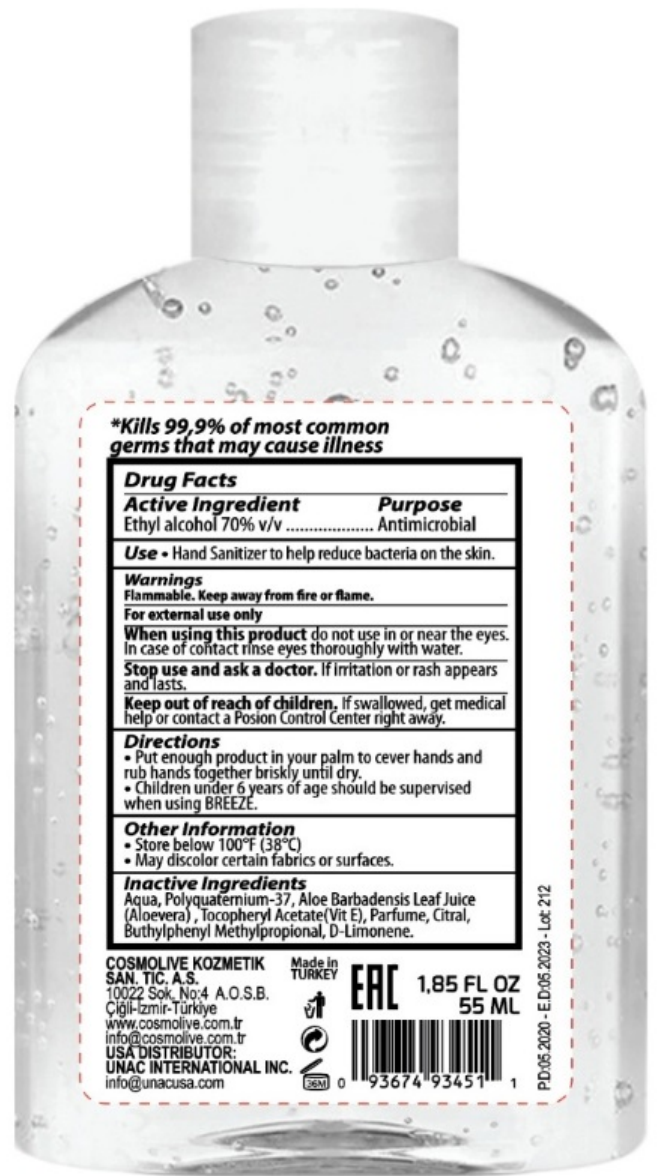 *Kills 99,9% of most common
germs that may cause illness
Drug Facts
Active Ingredient Purpose
Ethyl alcohol 70% v/v ................... Antimicrobial
Use • Hand Sanitizer to help reduce bacteria on the skin.
Warnings
Flammable. Keep away from fire or flame.
For external use only
When using this product do not use in or near the eyes.
In case of contact rinse eyes thoroughly with water.
Stop use and ask a doctor. If irritation or rash appears
and lasts.
Keep out of reach of children. If swallowed, get medical
help or contact a Posion Control Center right away.
Directions
• Put enough product in your palm to cever hands and
rub hands together briskly until dry.
• Children under 6 years of age should be supervised
when using BREEZE.
Other Information
• Store below 100°F (38°C)
• May discolor certain fabrics or surfaces.
Inactive Ingredients
Aqua, Polyquaternium-37, Aloe Barbadensis Leaf Juice
(Aloevera) , Tocopheryl Acetate(Vit E), Parfume, Citral,
Buthylphenyl Methylpropional, D-Limonene.
COSMOLIVE KOZMETIK
SAN. TIC. A.S.
10022 Sok. No:4 A.O.S.B.
Çiğli-İzmir-Türkiye
www.cosmolive.com.tr
info@cosmolive.com.tr
USA DISTRIBUTOR:
UNAC INTERNATIONAL INC.
info@unacusa.com
Made in
TURKEY
36M
EAC
1,85 FL OZ
55 ML
0 93674 93451 1
P.D:05.2020 - E.D:05.2023 - Lot: 212